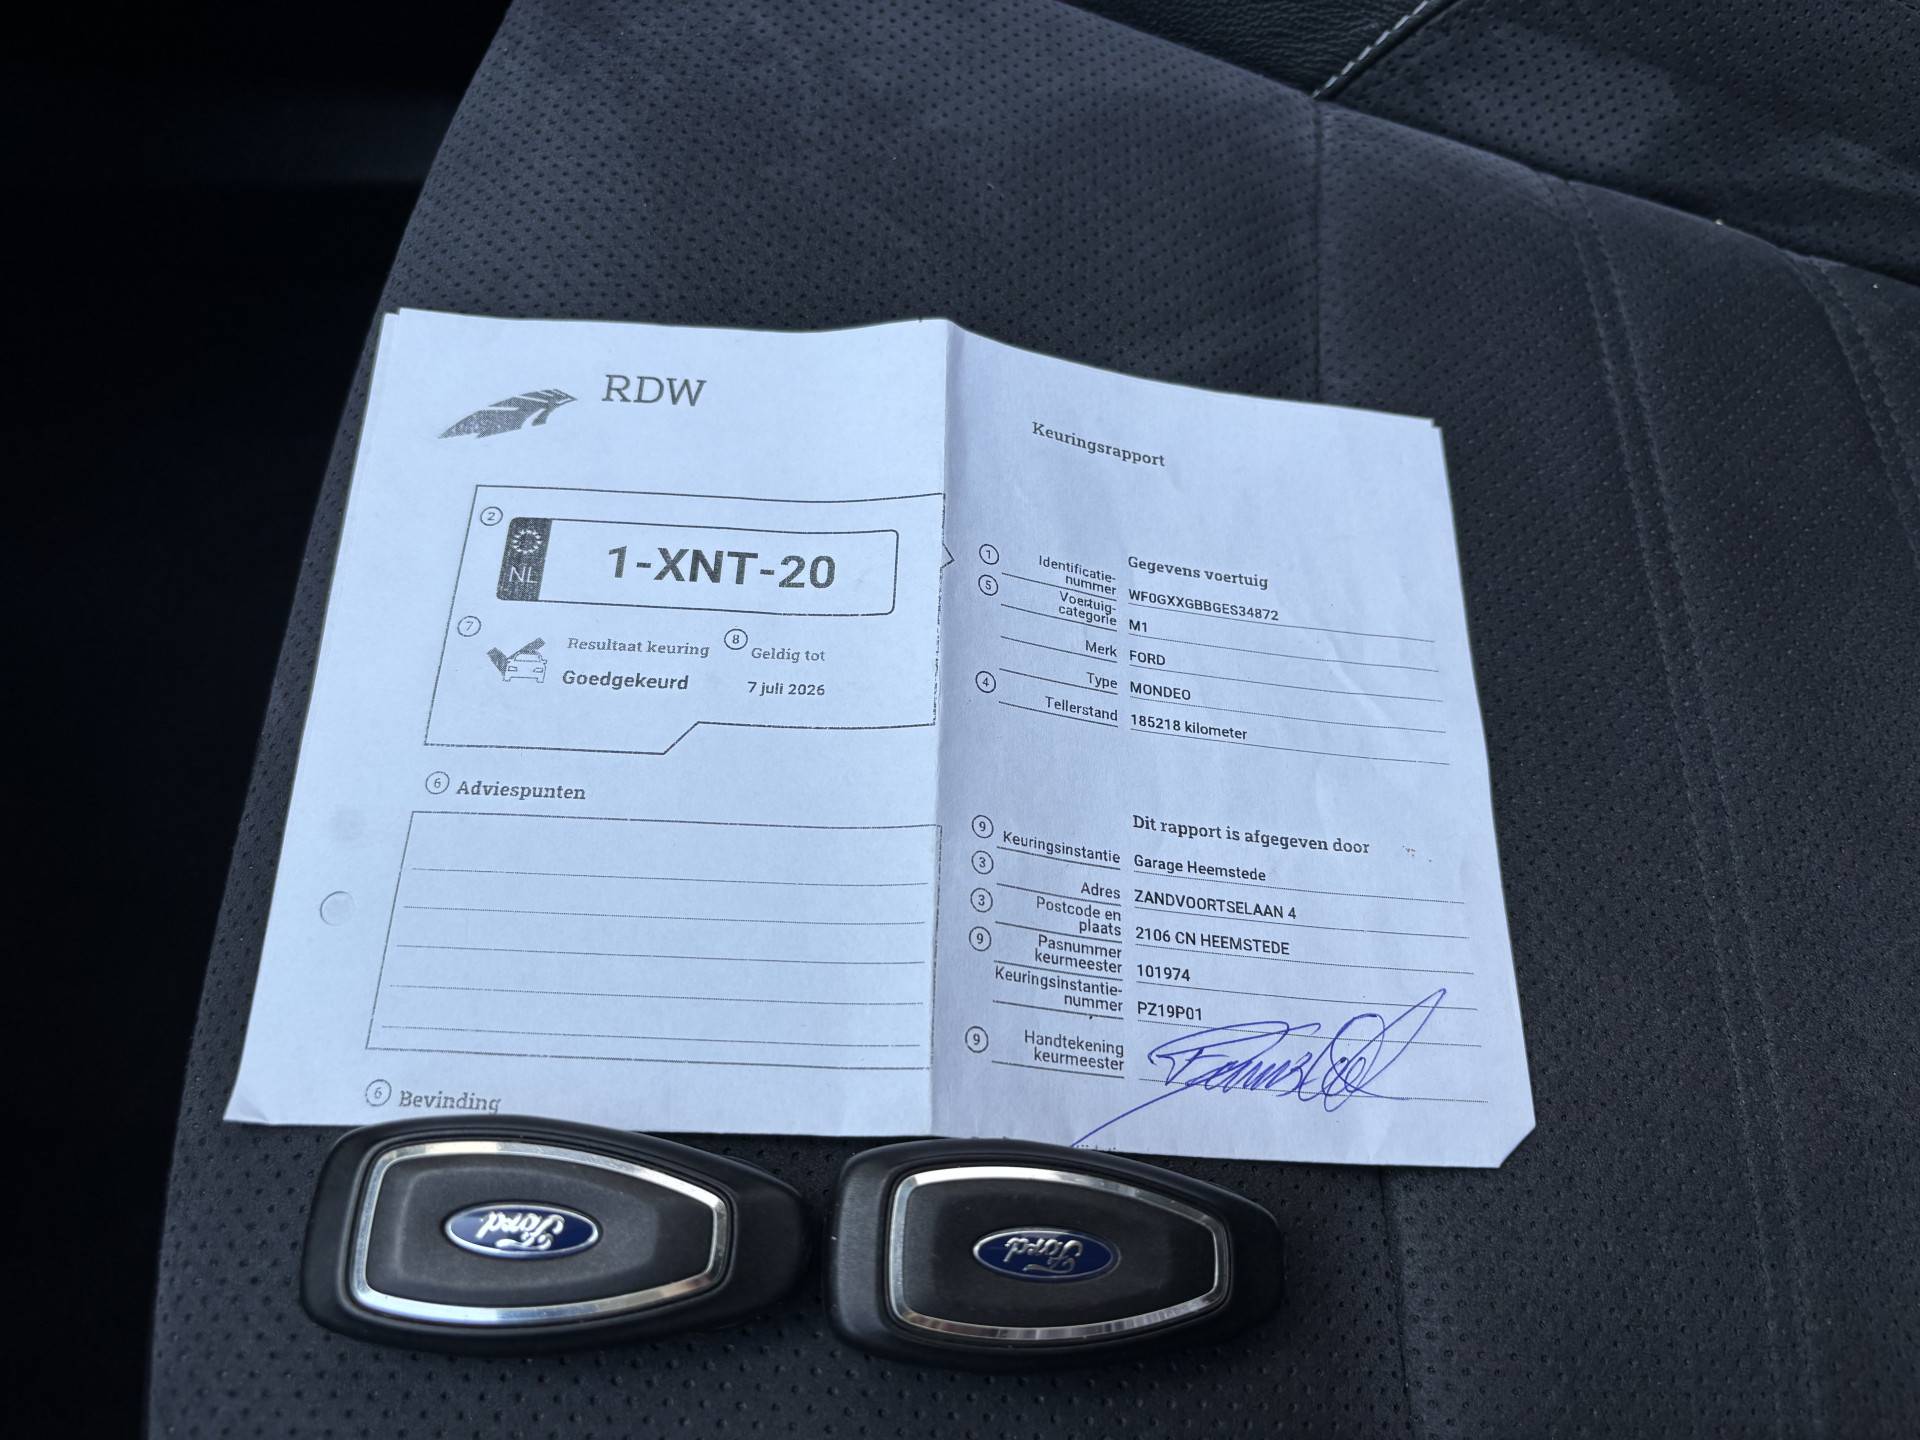 RDW
2
NL
1-XNT-20
7
Resultaat keuring
8
Geldig tot
Goedgekeurd
7 juli 2026
6 Adviespunten
6 Bevinding
Keuringsrapport
Gegevens voertuig
1
Identificatie-
nummer
WF0GXXGBBGES34872
5
Voertuig-
categorie
M1
Merk FORD
Type MONDEO
4
Tellerstand 185218 kilometer
Dit rapport is afgegeven door
9
Keuringsinstantie Garage Heemstede
3
Adres ZANDVOORTSELAAN 4
3
Postcode en
plaats
2106 CN HEEMSTEDE
9
Pasnummer
keurmeester
101974
Keuringsinstantie-
nummer
PZ19P01
9
Handtekening
keurmeester
Ford
Ford